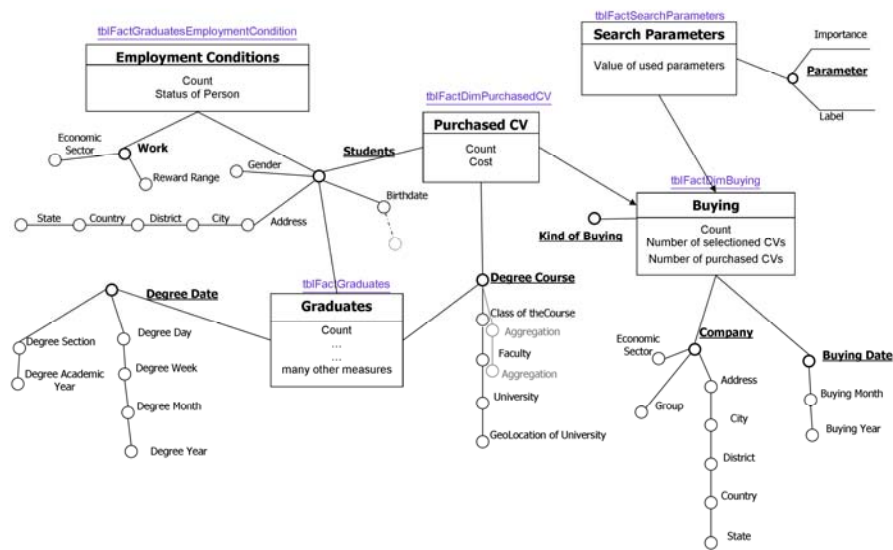 tblFactGraduatesEmploymentCondition
Employment Conditions
Count
Status of Person
tblFactSearchParameters
Search Parameters
Value of used parameters
Importance
Parameter
Label
tblFactDimPurchasedCV
Purchased CV
Count
Cost
Economic
Sector
Work
Reward Range
Gender
Students
Birthdate
State
Country
District
City
Address
tblFactDimBuying
Buying
Count
Number of selectioned CVs
Number of purchased CVs
Kind of Buying
tblFactGraduates
Graduates
Count
...
...
many other measures
Degree Date
Degree Section
Degree Academic
Year
Degree Day
Degree Week
Degree Month
Degree Year
Degree Course
Class of theCourse
Aggregation
Faculty
Aggregation
University
GeoLocation of University
Economic
Sector
Company
Group
Address
City
District
Country
State
Buying Date
Buying Month
Buying Year